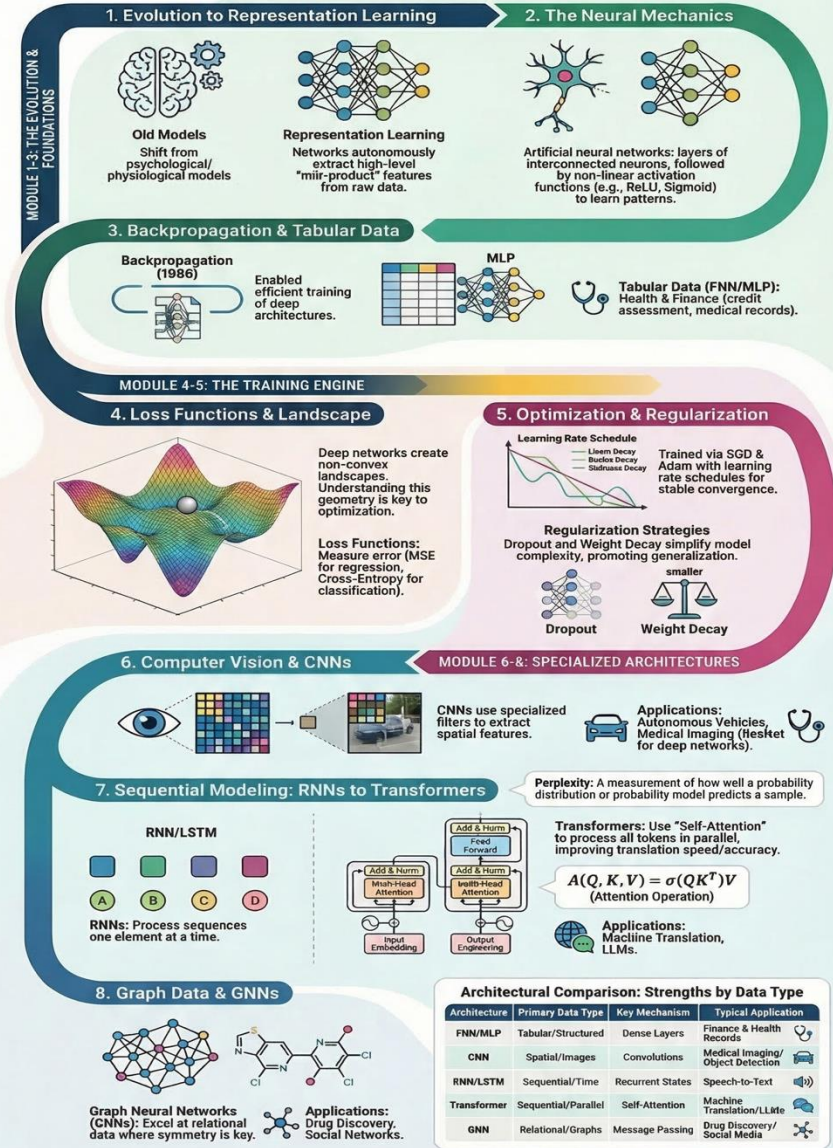 MODULE 1-3: THE EVOLUTION &
FOUNDATIONS
1. Evolution to Representation Learning
Old Models
Shift from
psychological/
physiological models
Representation Learning
Networks autonomously
extract high-level
"miir-product" features
from raw data.
2. The Neural Mechanics
Artificial neural networks: layers of
interconnected neurons, followed
by non-linear activation
functions (e.g., ReLU, Sigmoid)
to learn patterns.
3. Backpropagation & Tabular Data
Backpropagation
(1986)
Enabled
efficient training
of deep
architectures.
MLP
Tabular Data (FNN/MLP):
Health & Finance (credit
assessment, medical records).
MODULE 4-5: THE TRAINING ENGINE
4. Loss Functions & Landscape
Deep networks create
non-convex
landscapes.
Understanding this
geometry is key to
optimization.
Loss Functions:
Measure error (MSE
for regression,
Cross-Entropy for
classification).
5. Optimization & Regularization
Learning Rate Schedule
Lleem Decay
Buclox Decay
Sludruass Decay
Trained via SGD &
Adam with learning
rate schedules for
stable convergence.
Regularization Strategies
Dropout and Weight Decay simplify model
complexity, promoting generalization.
smaller
Dropout
Weight Decay
MODULE 6-&: SPECIALIZED ARCHITECTURES
6. Computer Vision & CNNs
CNNs use specialized
filters to extract
spatial features.
Applications:
Autonomous Vehicles,
Medical Imaging (Hesket
for deep networks).
7. Sequential Modeling: RNNs to Transformers
Perplexity: A measurement of how well a probability
distribution or probability model predicts a sample.
RNN/LSTM
A B C D
RNNs: Process sequences
one element at a time.
Add & Hurm
Feed
Forward
Add & Nurm
Attention
Add & Hurm
Attention
Input
Embedding
Output
Engineering
Transformers: Use "Self-Attention"
to process all tokens in parallel,
improving translation speed/accuracy.
A(Q, K, V) = σ(QK^T)V
(Attention Operation)
Applications:
Macliine Translation,
LLMs.
8. Graph Data & GNNs
S
N
N
N
Cl
Cl
Cl
Graph Neural Networks
(CNNs): Excel at relational
data where symmetry is key.
Applications:
Drug Discovery.
Social Networks.
Architectural Comparison: Strengths by Data Type
Architecture Primary Data Type Key Mechanism Typical Application
FNN/MLP Tabular/Structured Dense Layers Finance & Health Records
CNN Spatial/Images Convolutions Medical Imaging/ Object Detection
RNN/LSTM Sequential/Time Recurrent States Speech-to-Text
Transformer Sequential/Parallel Self-Attention Machine Translation/LLMe
GNN Relational/Graphs Message Passing Drug Discovery/ Social Media